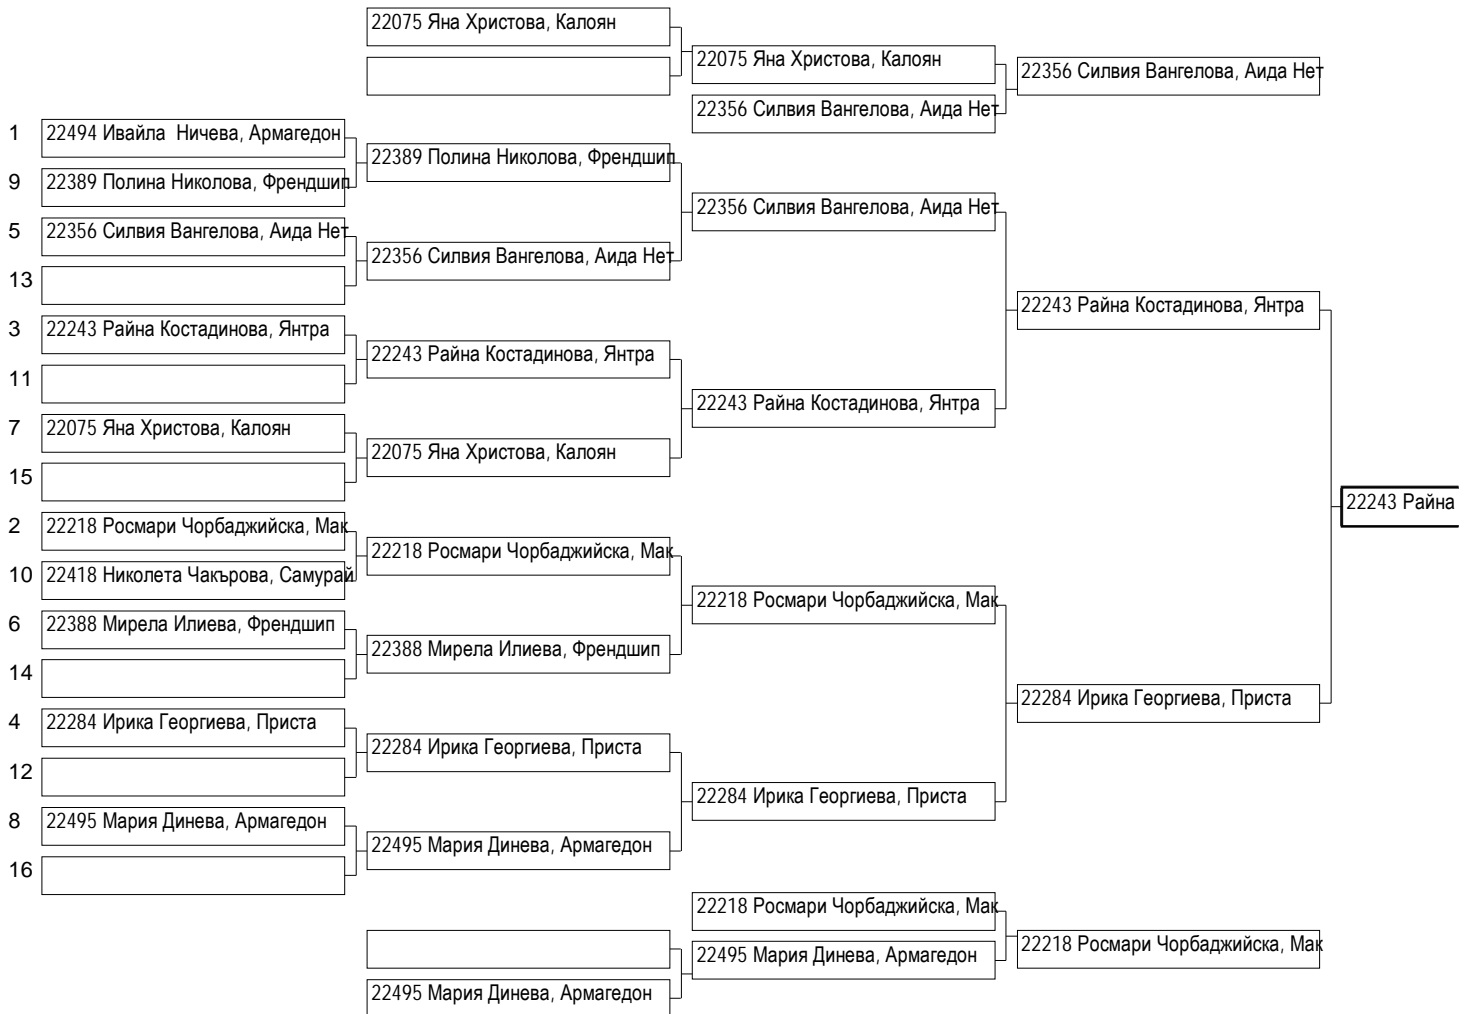 22075 Яна Христова, Калоян
22075 Яна Христова, Калоян
22356 Силвия Вангелова, Аида Нет
22356 Силвия Вангелова, Аида Нет
1 22494 Ивайла  Ничева, Армагедон
22389 Полина Николова, Френдшип
9 22389 Полина Николова, Френдшип
22356 Силвия Вангелова, Аида Нет
5 22356 Силвия Вангелова, Аида Нет
22356 Силвия Вангелова, Аида Нет
13
22243 Райна Костадинова, Янтра
3 22243 Райна Костадинова, Янтра
22243 Райна Костадинова, Янтра
11
22243 Райна Костадинова, Янтра
7 22075 Яна Христова, Калоян
22075 Яна Христова, Калоян
15
22243 Райна
2 22218 Росмари Чорбаджийска, Мак
22218 Росмари Чорбаджийска, Мак
10 22418 Николета Чакърова, Самурай
22218 Росмари Чорбаджийска, Мак
6 22388 Мирела Илиева, Френдшип
22388 Мирела Илиева, Френдшип
14
22284 Ирика Георгиева, Приста
4 22284 Ирика Георгиева, Приста
22284 Ирика Георгиева, Приста
12
22284 Ирика Георгиева, Приста
8 22495 Мария Динева, Армагедон
22495 Мария Динева, Армагедон
16
22218 Росмари Чорбаджийска, Мак
22218 Росмари Чорбаджийска, Мак
22495 Мария Динева, Армагедон
22495 Мария Динева, Армагедон